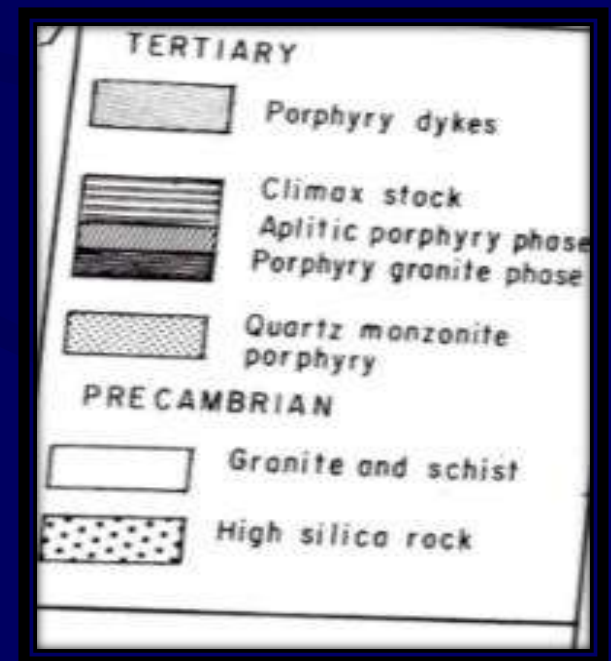 TERTIARY
Porphyry dykes
Climax stock
Aplitic porphyry phase
Porphyry granite phase
Quartz monzonite
porphyry
PRECAMBRIAN
Granite and schist
High silica rock